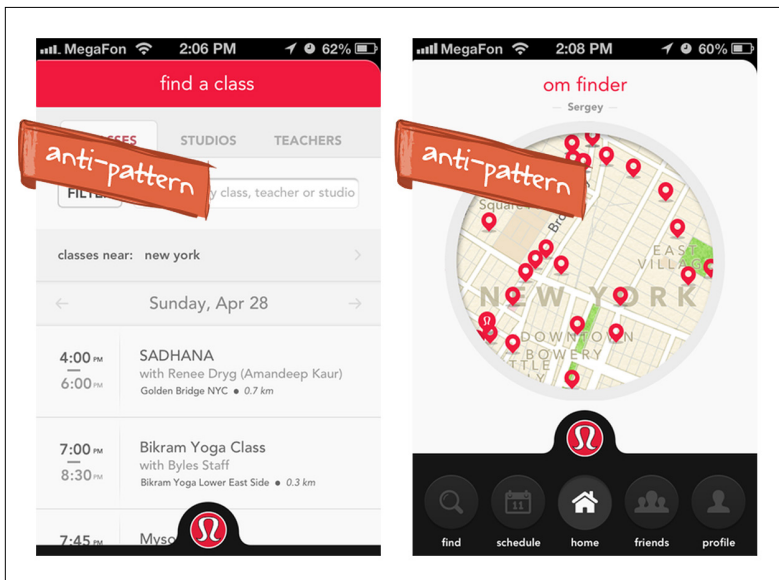 MegaFon 2:06 PM 62%
find a class
STUDIOS TEACHERS
anti-pattern
class, teacher or studio
classes near: new york
Sunday, Apr 28
4:00 PM
6:00 PM
SADHANA
with Renee Dryg (Amandeep Kaur)
Golden Bridge NYC • 0.7 km
7:00 PM
8:30 PM
Bikram Yoga Class
with Byles Staff
Bikram Yoga Lower East Side • 0.3 km
7:45 PM
MegaFon 2:08 PM 60%
om finder
Sergey
anti-pattern
Square
EAST
NEW YORK
DOWNTOWN
BOWERY
11
find schedule home friends profile